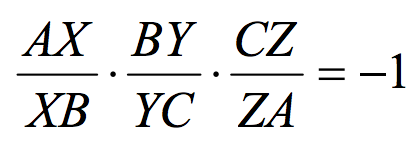 AX/XB · BY/YC · CZ/ZA = −1